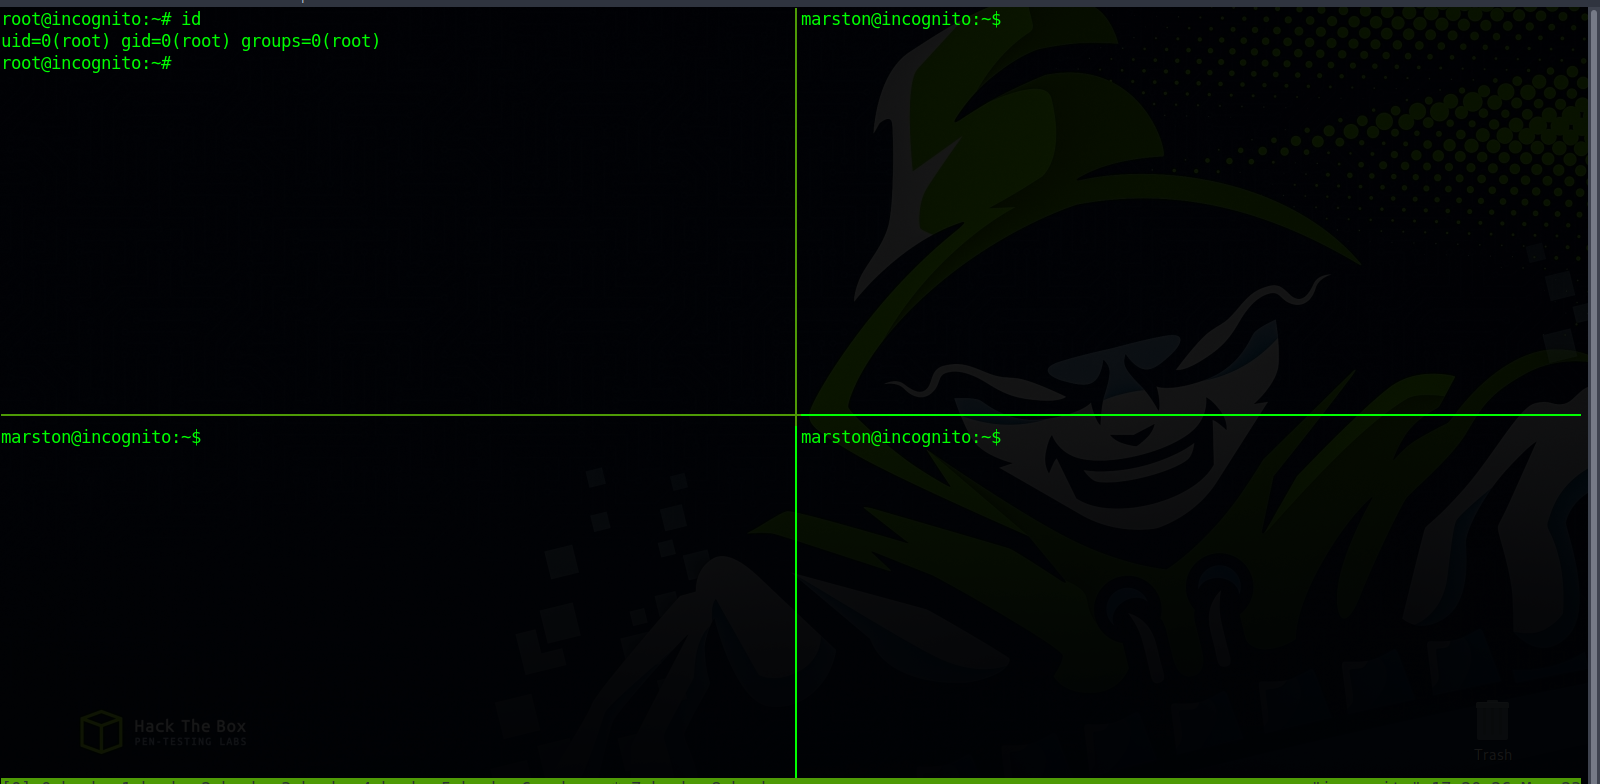 root@incognito:~# id
uid=0(root) gid=0(root) groups=0(root)
root@incognito:~#
marston@incognito:~$
marston@incognito:~$
marston@incognito:~$
Hack The Box
PEN-TESTING LABS
Trash